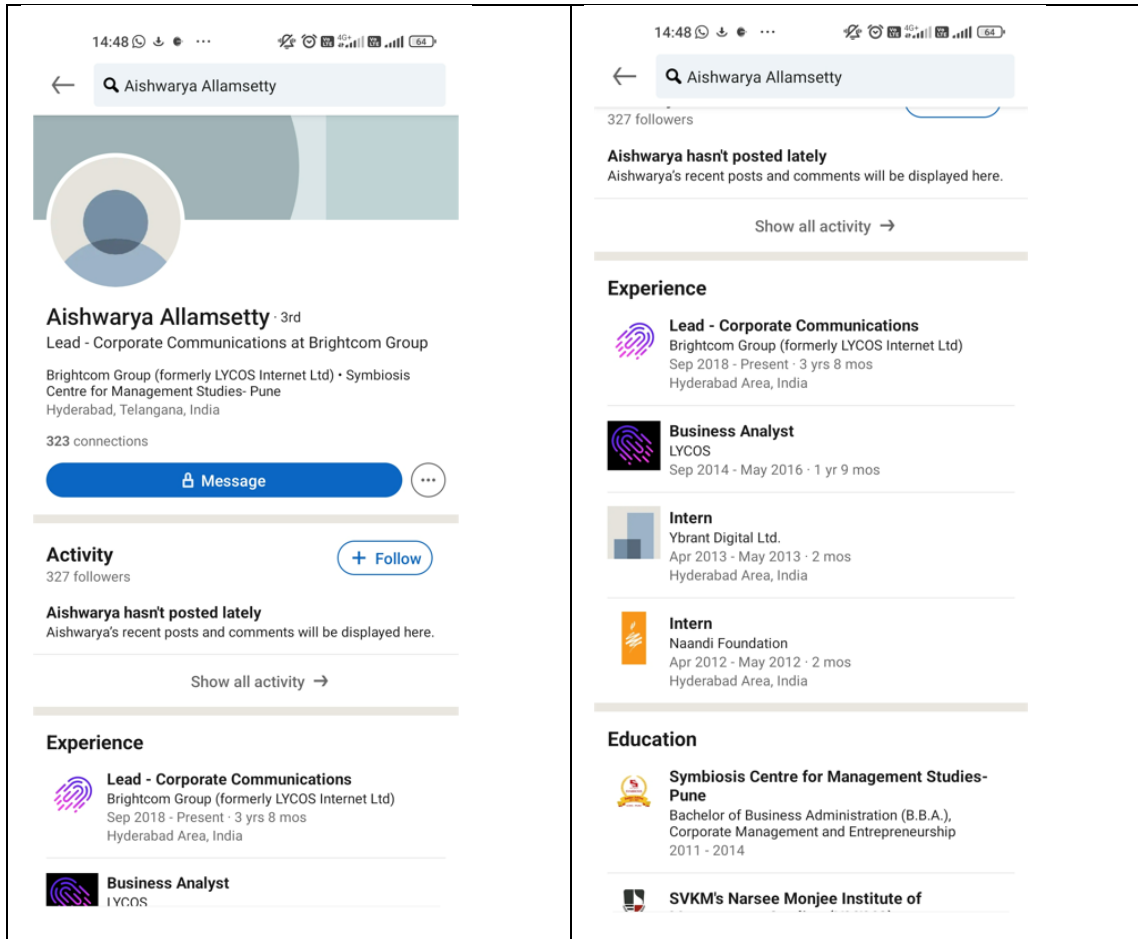 14:48
4G+
64
Aishwarya Allamsetty
Aishwarya Allamsetty · 3rd
Lead - Corporate Communications at Brightcom Group
Brightcom Group (formerly LYCOS Internet Ltd) • Symbiosis
Centre for Management Studies- Pune
Hyderabad, Telangana, India
323 connections
Message
Activity
327 followers
+ Follow
Aishwarya hasn't posted lately
Aishwarya's recent posts and comments will be displayed here.
Show all activity →
Experience
Lead - Corporate Communications
Brightcom Group (formerly LYCOS Internet Ltd)
Sep 2018 - Present · 3 yrs 8 mos
Hyderabad Area, India
Business Analyst
LYCOS
14:48
4G+
64
Aishwarya Allamsetty
327 followers
Aishwarya hasn't posted lately
Aishwarya's recent posts and comments will be displayed here.
Show all activity →
Experience
Lead - Corporate Communications
Brightcom Group (formerly LYCOS Internet Ltd)
Sep 2018 - Present · 3 yrs 8 mos
Hyderabad Area, India
Business Analyst
LYCOS
Sep 2014 - May 2016 · 1 yr 9 mos
Intern
Ybrant Digital Ltd.
Apr 2013 - May 2013 · 2 mos
Hyderabad Area, India
Intern
Naandi Foundation
Apr 2012 - May 2012 · 2 mos
Hyderabad Area, India
Education
Symbiosis Centre for Management Studies-
Pune
Bachelor of Business Administration (B.B.A.),
Corporate Management and Entrepreneurship
2011 - 2014
SVKM's Narsee Monjee Institute of